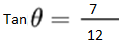 Tan θ = 7/12